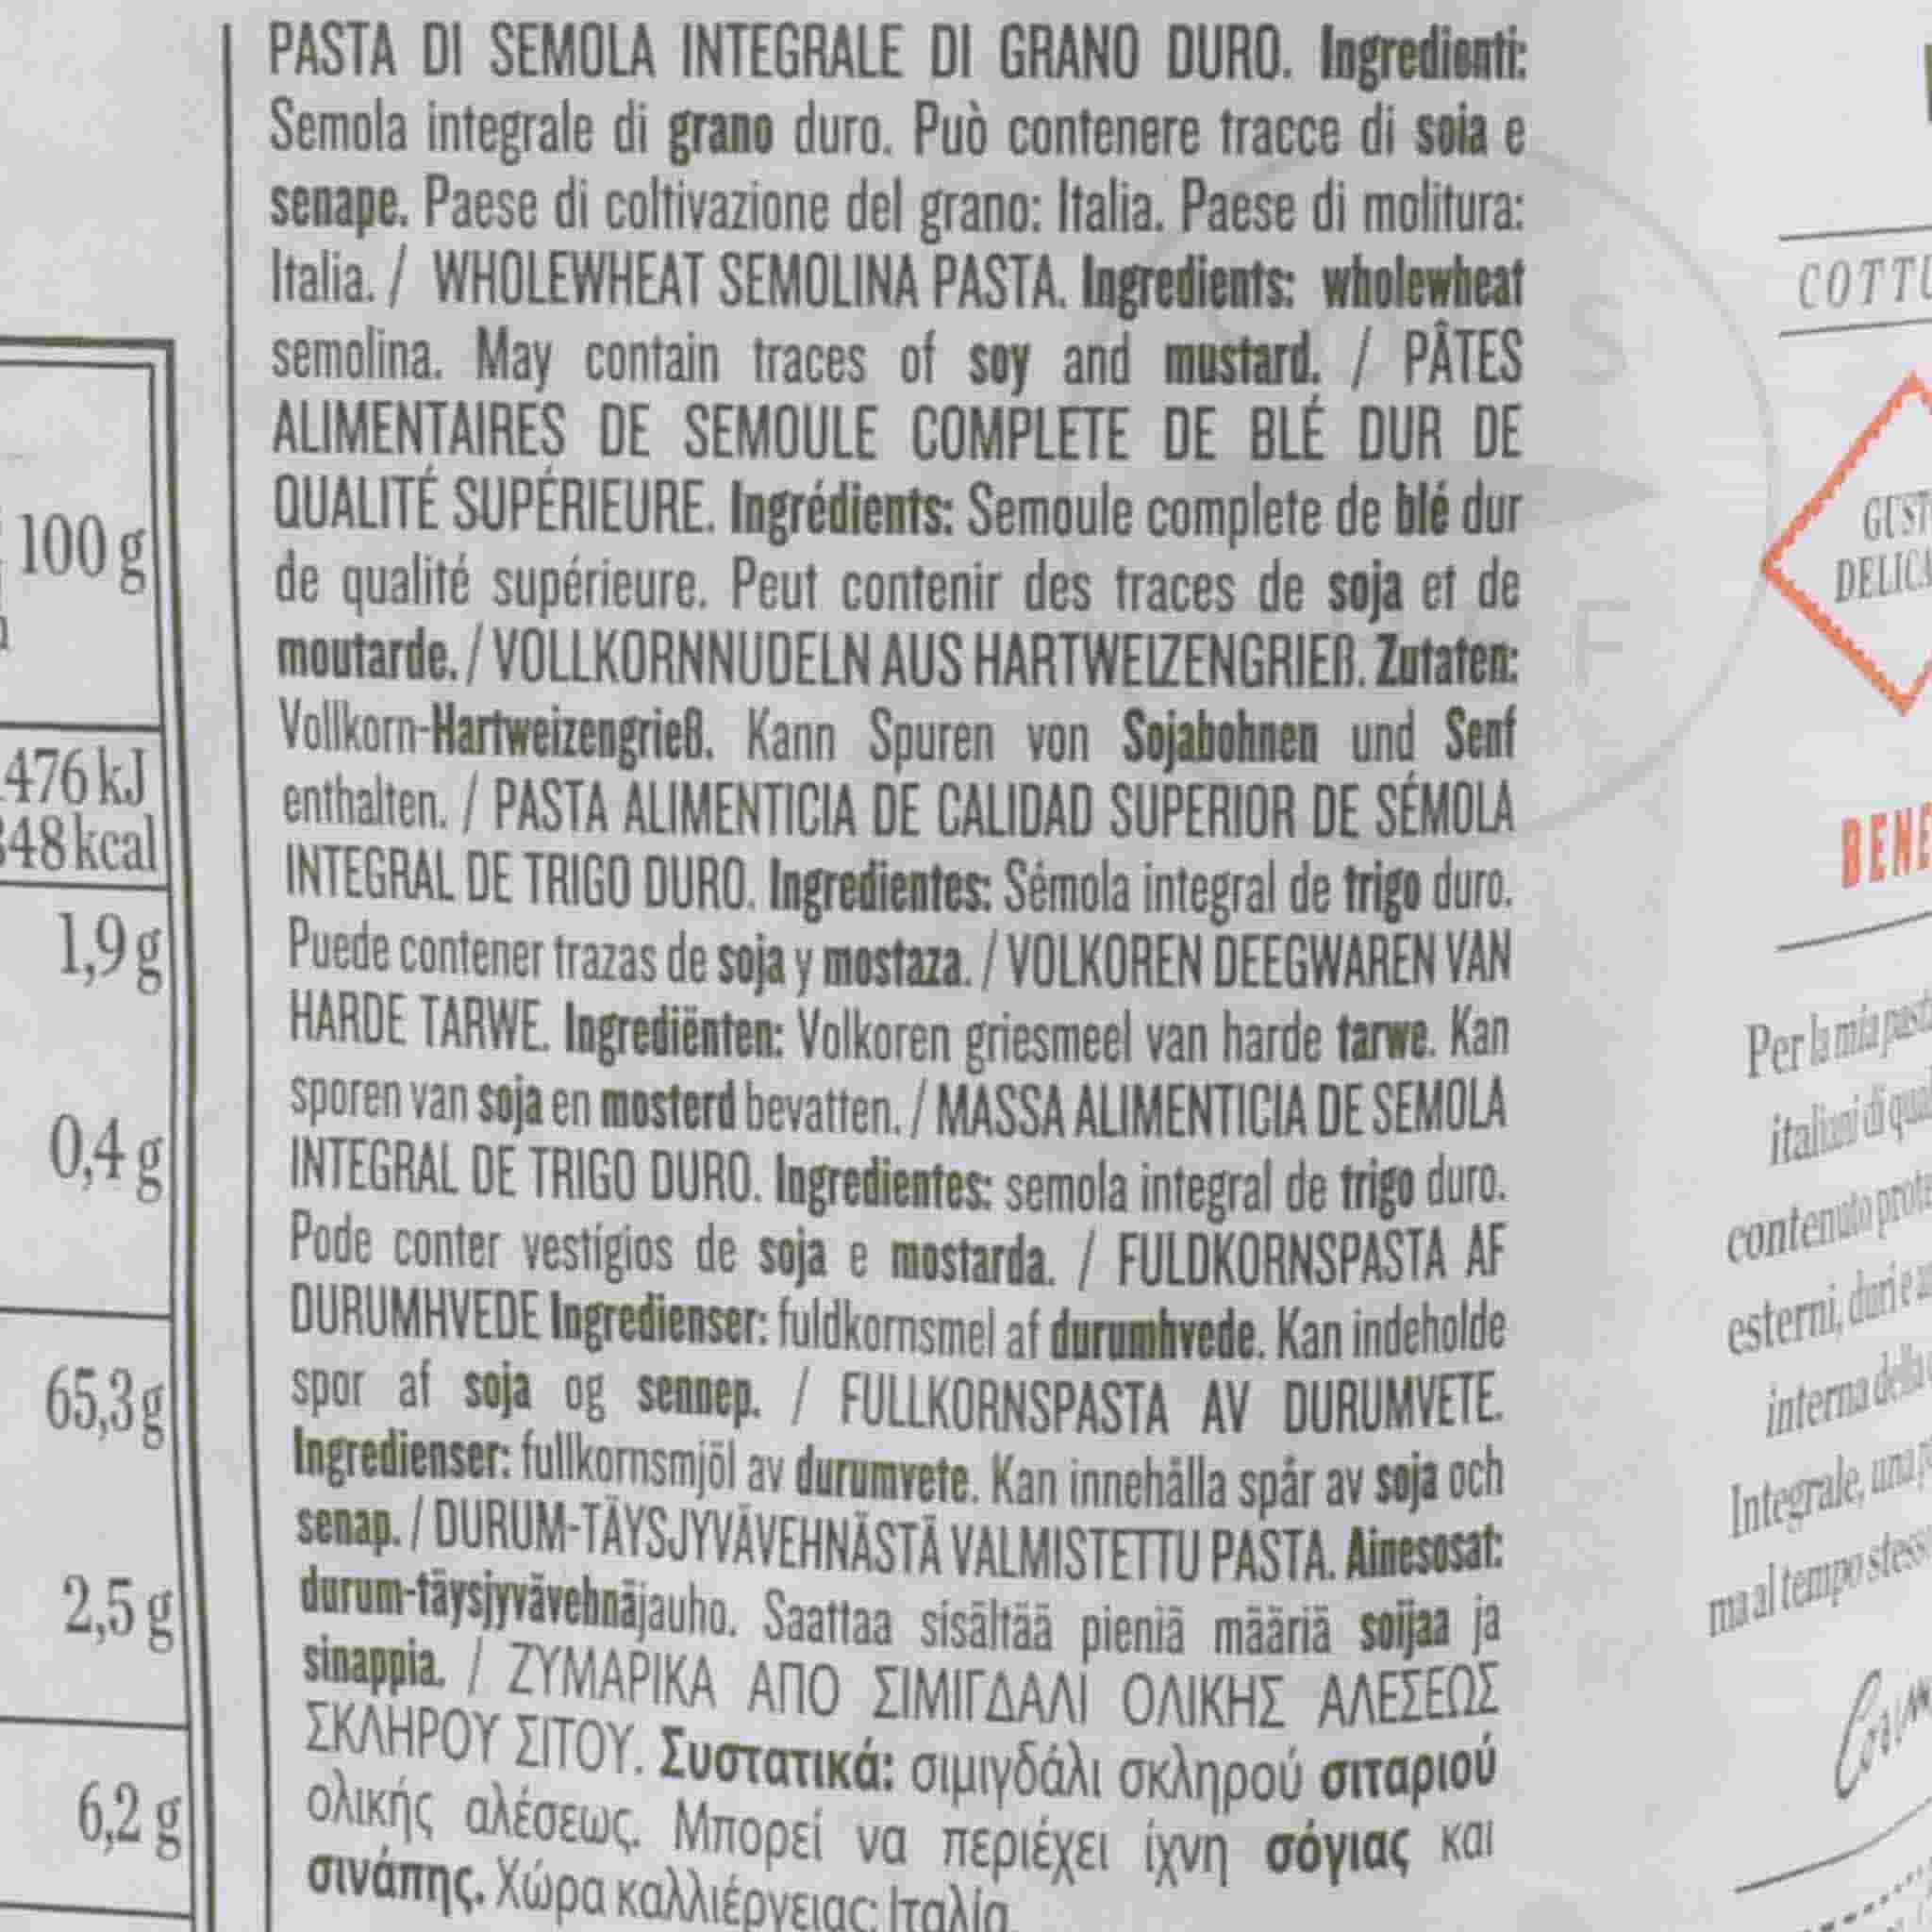 100 g
476 kJ
48 kcal
1,9 g
0,4 g
65,3 g
2,5 g
6,2 g
PASTA DI SEMOLA INTEGRALE DI GRANO DURO. Ingredienti:
Semola integrale di grano duro. Può contenere tracce di soia e
senape. Paese di coltivazione del grano: Italia. Paese di molitura:
Italia. / WHOLEWHEAT SEMOLINA PASTA. Ingredients: wholewheat
semolina. May contain traces of soy and mustard. / PÂTES
ALIMENTAIRES DE SEMOULE COMPLETE DE BLÉ DUR DE
QUALITÉ SUPÉRIEURE. Ingrédients: Semoule complete de blé dur
de qualité supérieure. Peut contenir des traces de soja et de
moutarde. / VOLLKORNNUDELN AUS HARTWEIZENGRIEß. Zutaten:
Vollkorn-Hartweizengrieß. Kann Spuren von Sojabohnen und Senf
enthalten. / PASTA ALIMENTICIA DE CALIDAD SUPERIOR DE SÉMOLA
INTEGRAL DE TRIGO DURO. Ingredientes: Sémola integral de trigo duro.
Puede contener trazas de soja y mostaza. / VOLKOREN DEEGWAREN VAN
HARDE TARWE. Ingrediënten: Volkoren griesmeel van harde tarwe. Kan
sporen van soja en mosterd bevatten. / MASSA ALIMENTICIA DE SEMOLA
INTEGRAL DE TRIGO DURO. Ingredientes: semola integral de trigo duro.
Pode conter vestígios de soja e mostarda. / FULDKORNSPASTA AF
DURUMHVEDE Ingredienser: fuldkornsmel af durumhvede. Kan indeholde
spor af soja og sennep. / FULLKORNSPASTA AV DURUMVETE.
Ingredienser: fullkornsmjöl av durumvete. Kan innehålla spår av soja och
senap. / DURUM-TÄYSJYVÄVEHNÄSTÄ VALMISTETTU PASTA. Ainesosat:
durum-täysjyvävehnäjauho. Saattaa sisältää pieniä määriä soijaa ja
sinappia. / ΖΥΜΑΡΙΚΑ ΑΠΟ ΣΙΜΙΓΔΑΛΙ ΟΛΙΚΗΣ ΑΛΕΣΕΩΣ
ΣΚΛΗΡΟΥ ΣΙΤΟΥ. Συστατικά: σιμιγδάλι σκληρού σιταριού
ολικής αλέσεως. Μπορεί να περιέχει ίχνη σόγιας και
σινάπης. Χώρα καλλιέργειας: Ιταλία.
COTTU
GUST
DELICA
BENE
Per la mia past
italiani di qual
contenuto prote
esterni, duri e
interna della
Integrale, una
ma al tempo stess